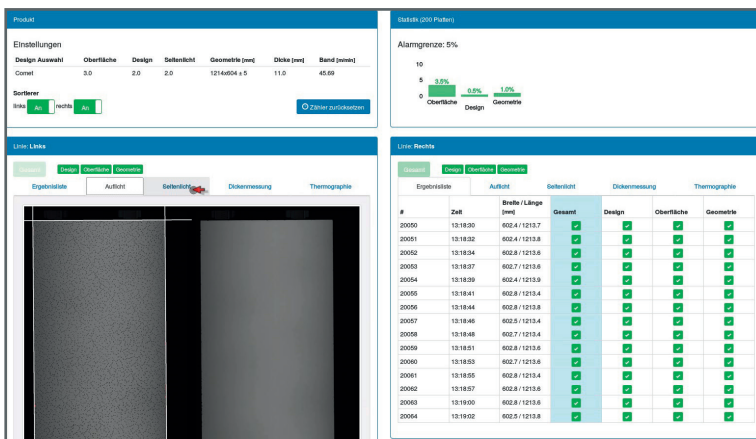 Produkt
Einstellungen
Design Auswahl Oberfläche Design Seitenlicht Geometrie [mm] Dicke [mm] Band [m/min]
Comet 3.0 2.0 2.0 1214x604 ± 5 11.0 45.69
Sortierer
links An rechts An
Zähler zurücksetzen
Statistik (200 Platten)
Alarmgrenze: 5%
10
5
0
3.5%
0.5%
1.0%
Oberfläche
Design
Geometrie
Linie: Links
Gesamt Design Oberfläche Geometrie
Ergebnisliste Auflicht Seitenlicht Dickenmessung Thermographie
Linie: Rechts
Gesamt Design Oberfläche Geometrie
Ergebnisliste Auflicht Seitenlicht Dickenmessung Thermographie
# Zeit Breite / Länge [mm] Gesamt Design Oberfläche Geometrie
20050 13:18:30 602.4 / 1213.7
20051 13:18:32 602.4 / 1213.8
20052 13:18:34 602.8 / 1213.6
20053 13:18:37 602.7 / 1213.6
20054 13:18:39 602.4 / 1213.9
20055 13:18:41 602.8 / 1213.4
20056 13:18:44 602.8 / 1213.8
20057 13:18:46 602.5 / 1213.4
20058 13:18:48 602.7 / 1213.4
20059 13:18:51 602.8 / 1213.6
20060 13:18:53 602.7 / 1213.6
20061 13:18:55 602.8 / 1213.4
20062 13:18:57 602.8 / 1213.6
20063 13:19:00 602.8 / 1213.6
20064 13:19:02 602.5 / 1213.8